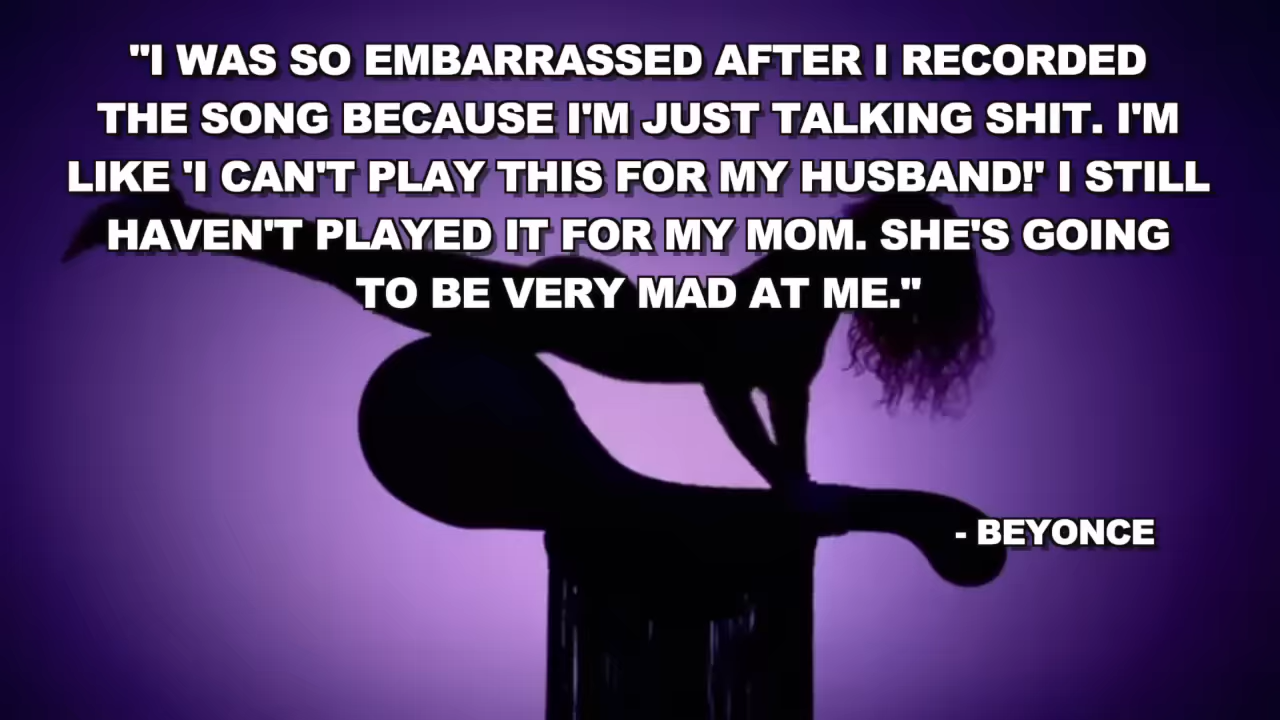 "I WAS SO EMBARRASSED AFTER I RECORDED
THE SONG BECAUSE I'M JUST TALKING SHIT. I'M
LIKE 'I CAN'T PLAY THIS FOR MY HUSBAND!' I STILL
HAVEN'T PLAYED IT FOR MY MOM. SHE'S GOING
TO BE VERY MAD AT ME."
- BEYONCE